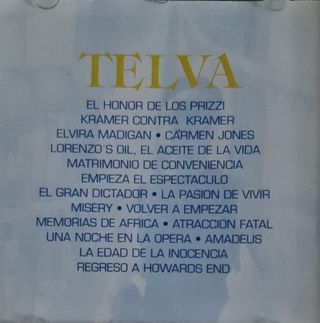 TELVA
EL HONOR DE LOS PRIZZI
KRAMER CONTRA KRAMER
ELVIRA MADIGAN • CARMEN JONES
LORENZO'S OIL, EL ACEITE DE LA VIDA
MATRIMONIO DE CONVENIENCIA
EMPIEZA EL ESPECTACULO
EL GRAN DICTADOR • LA PASION DE VIVIR
MISERY • VOLVER A EMPEZAR
MEMORIAS DE AFRICA • ATRACCION FATAL
UNA NOCHE EN LA OPERA • AMADEUS
LA EDAD DE LA INOCENCIA
REGRESO A HOWARDS END